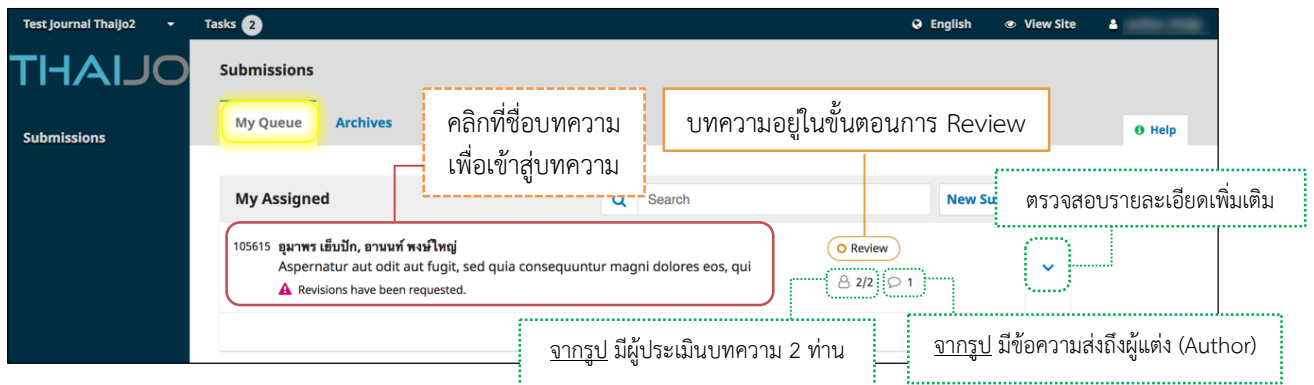 Test Journal ThaiJo2
Tasks 2
English
View Site
THAIJO
Submissions
Submissions
My Queue
Archives
คลิกที่ชื่อบทความ
เพื่อเข้าสู่บทความ
บทความอยู่ในขั้นตอนการ Review
Help
My Assigned
Search
New Su
ตรวจสอบรายละเอียดเพิ่มเติม
105615 อุมาพร เย็บปัก, อานนท์ พงษ์ใหญ่
Review
Aspernatur aut odit aut fugit, sed quia consequuntur magni dolores eos, qui
Revisions have been requested.
2/2
1
จากรูป มีผู้ประเมินบทความ 2 ท่าน
จากรูป มีข้อความส่งถึงผู้แต่ง (Author)